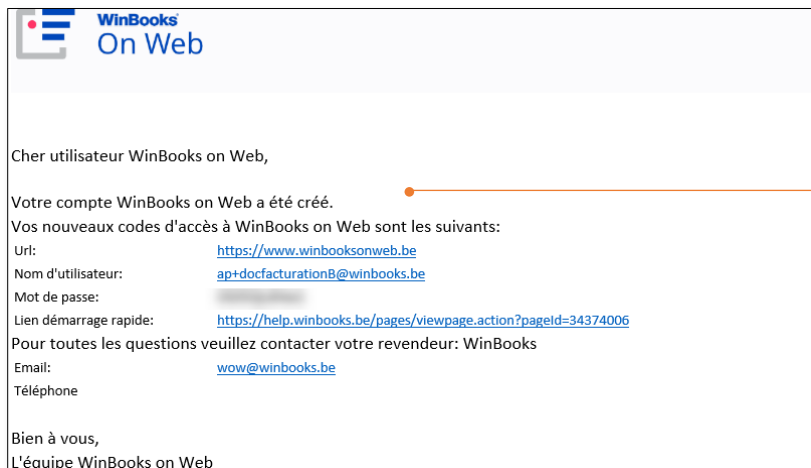 WinBooks
On Web
Cher utilisateur WinBooks on Web,
Votre compte WinBooks on Web a été créé.
Vos nouveaux codes d'accès à WinBooks on Web sont les suivants:
Url: https://www.winbooksonweb.be
Nom d'utilisateur: ap+docfacturationB@winbooks.be
Mot de passe:
Lien démarrage rapide: https://help.winbooks.be/pages/viewpage.action?pageId=34374006
Pour toutes les questions veuillez contacter votre revendeur: WinBooks
Email: wow@winbooks.be
Téléphone
Bien à vous,
L'équipe WinBooks on Web